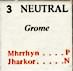 3 NEUTRAL
Grome
Mhrrhyn.....P
Jharkor.....N